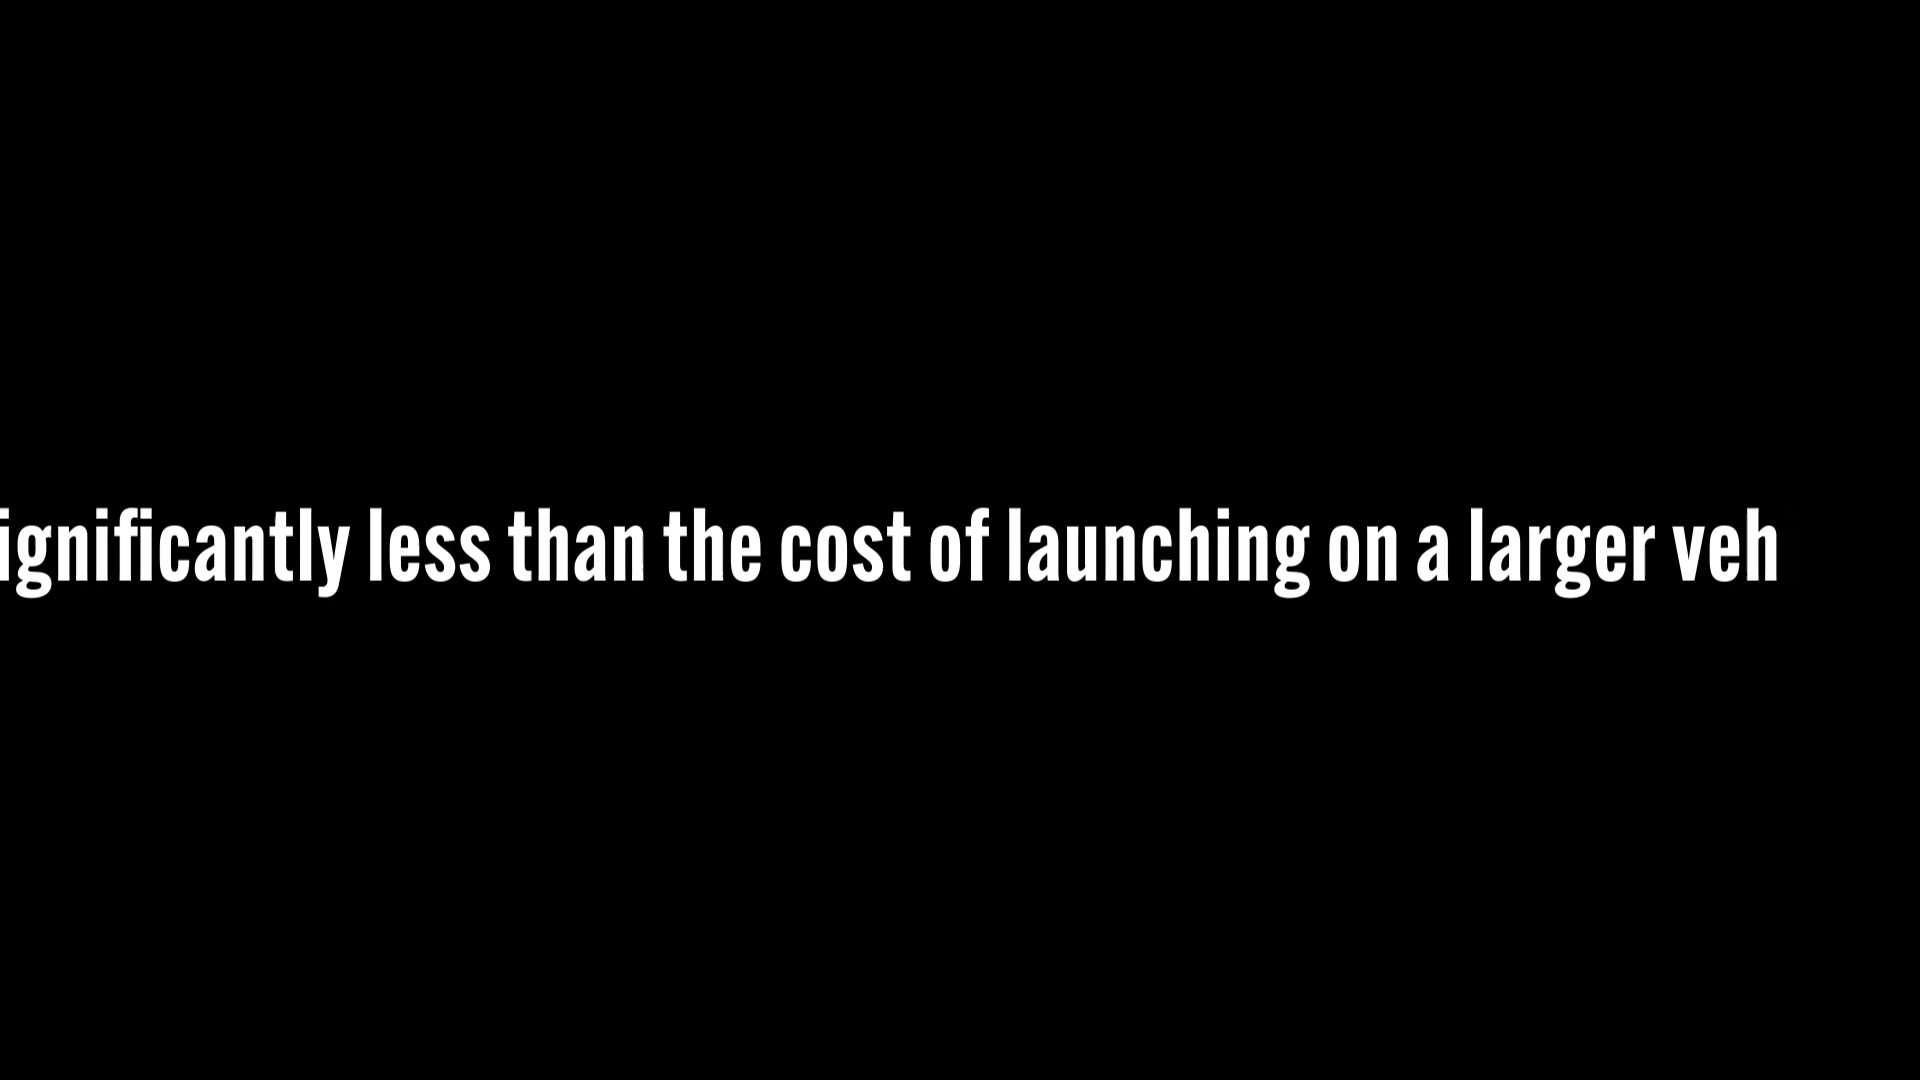 ignificantly less than the cost of launching on a larger veh